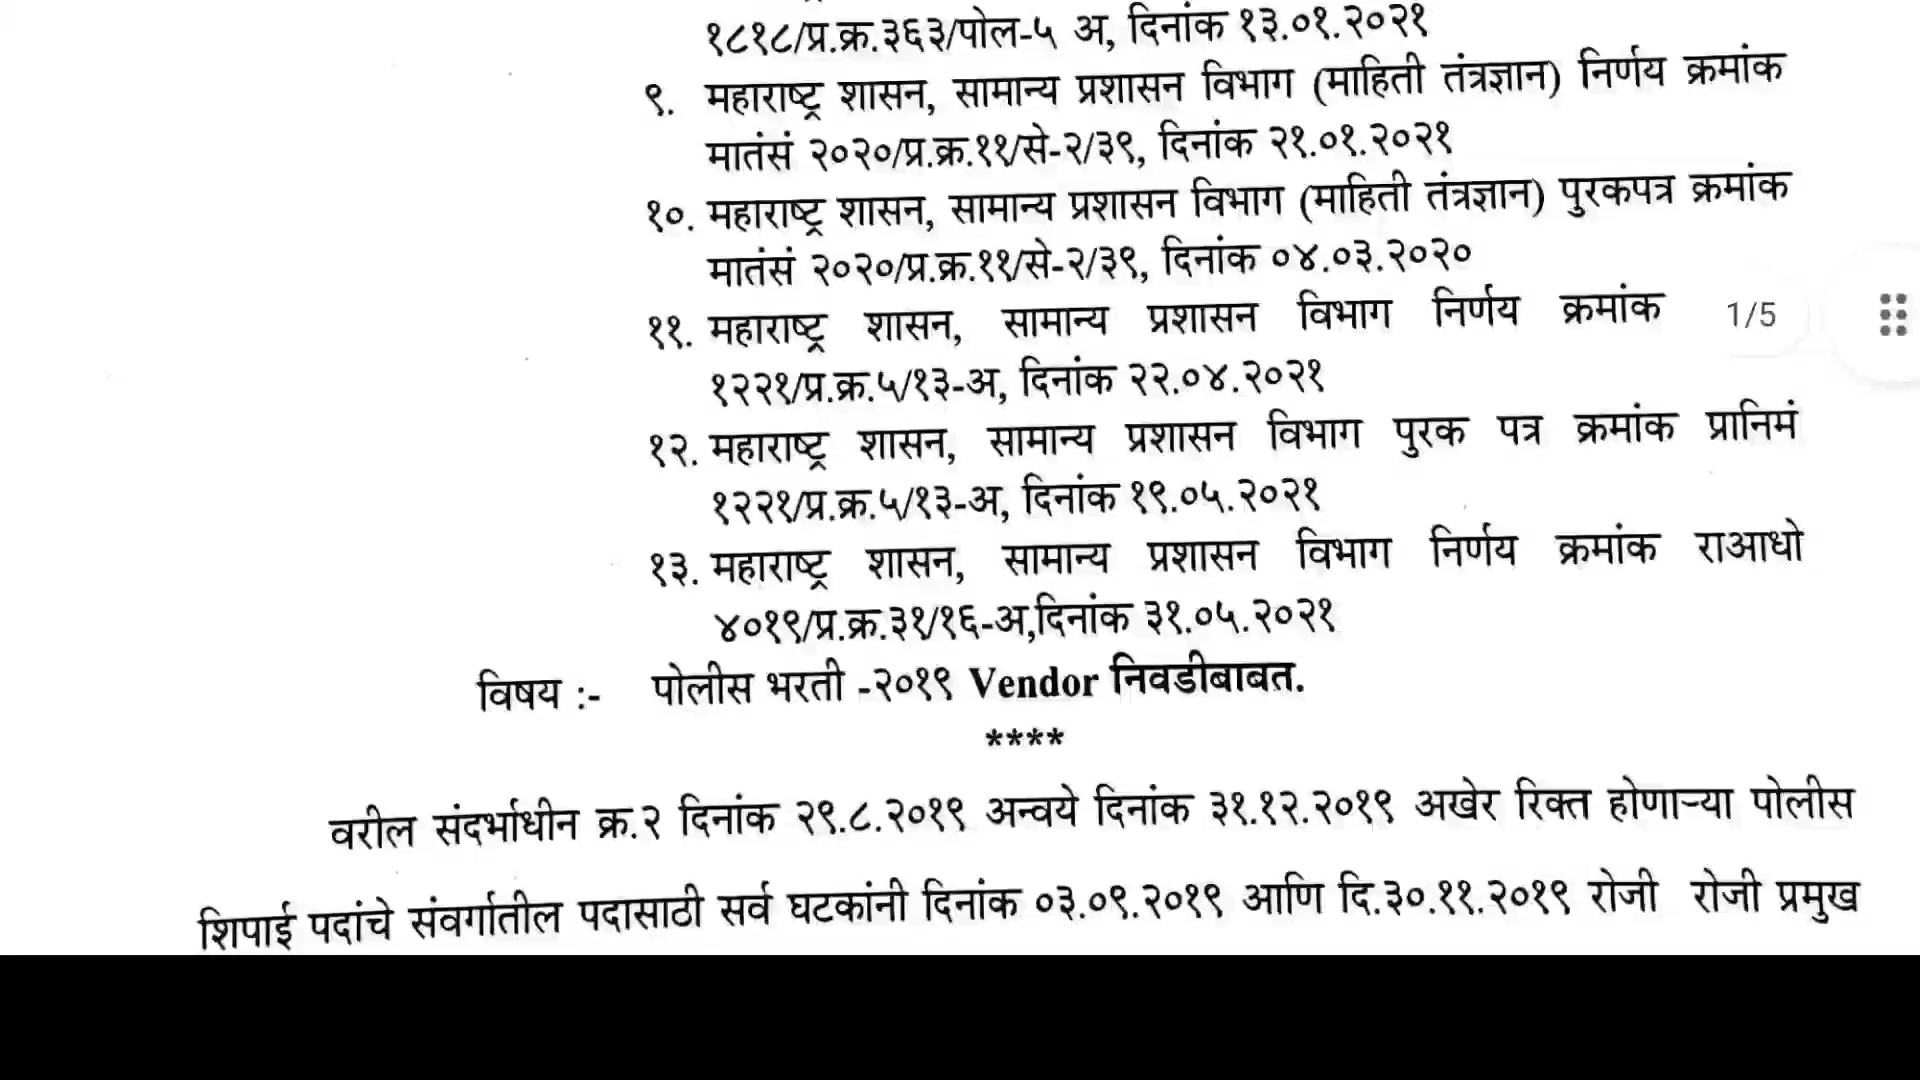 १८१८/प्र.क्र.३६३/पोल-५ अ, दिनांक १३.०१.२०२१
९. महाराष्ट्र शासन, सामान्य प्रशासन विभाग (माहिती तंत्रज्ञान) निर्णय क्रमांक
मातंसं २०२०/प्र.क्र.११/से-२/३९, दिनांक २१.०१.२०२१
१०. महाराष्ट्र शासन, सामान्य प्रशासन विभाग (माहिती तंत्रज्ञान) पुरकपत्र क्रमांक
मातंसं २०२०/प्र.क्र.११/से-२/३९, दिनांक ०४.०३.२०२०
११. महाराष्ट्र शासन, सामान्य प्रशासन विभाग निर्णय क्रमांक
1/5
१२२१/प्र.क्र.५/१३-अ, दिनांक २२.०४.२०२१
१२. महाराष्ट्र शासन, सामान्य प्रशासन विभाग पुरक पत्र क्रमांक प्रानिमं
१२२१/प्र.क्र.५/१३-अ, दिनांक १९.०५.२०२१
१३. महाराष्ट्र शासन, सामान्य प्रशासन विभाग निर्णय क्रमांक राआधो
४०१९/प्र.क्र.३१/१६-अ,दिनांक ३१.०५.२०२१
विषय :- पोलीस भरती -२०१९ Vendor निवडीबाबत.
****
वरील संदर्भाधीन क्र.२ दिनांक २९.८.२०१९ अन्वये दिनांक ३१.१२.२०१९ अखेर रिक्त होणाऱ्या पोलीस
शिपाई पदांचे संवर्गातील पदासाठी सर्व घटकांनी दिनांक ०३.०९.२०१९ आणि दि.३०.११.२०१९ रोजी रोजी प्रमुख